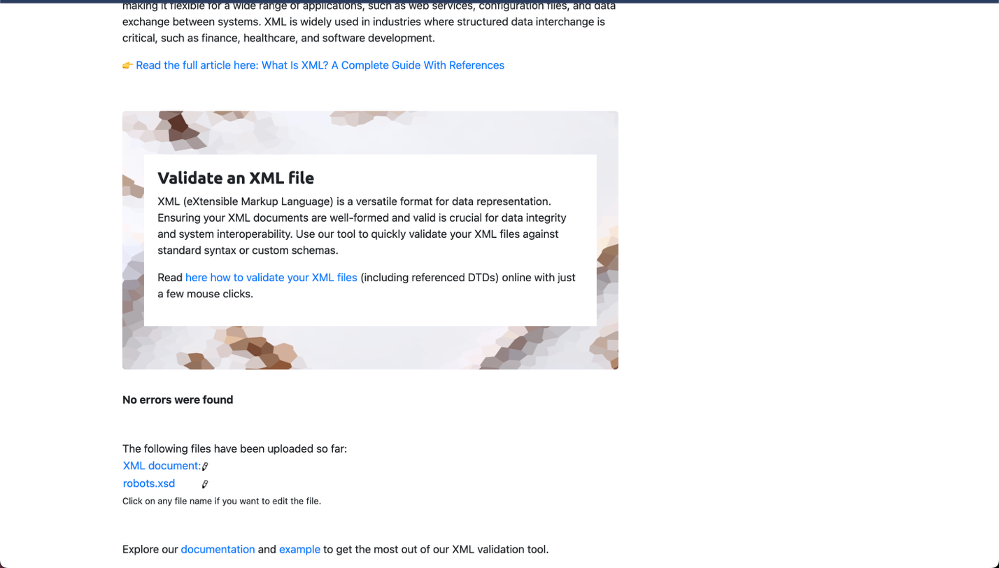 making it flexible for a wide range of applications, such as web services, configuration files, and data
exchange between systems. XML is widely used in industries where structured data interchange is
critical, such as finance, healthcare, and software development.
👉 Read the full article here: What Is XML? A Complete Guide With References
Validate an XML file
XML (eXtensible Markup Language) is a versatile format for data representation.
Ensuring your XML documents are well-formed and valid is crucial for data integrity
and system interoperability. Use our tool to quickly validate your XML files against
standard syntax or custom schemas.
Read here how to validate your XML files (including referenced DTDs) online with just
a few mouse clicks.
No errors were found
The following files have been uploaded so far:
XML document:
robots.xsd
Click on any file name if you want to edit the file.
Explore our documentation and example to get the most out of our XML validation tool.